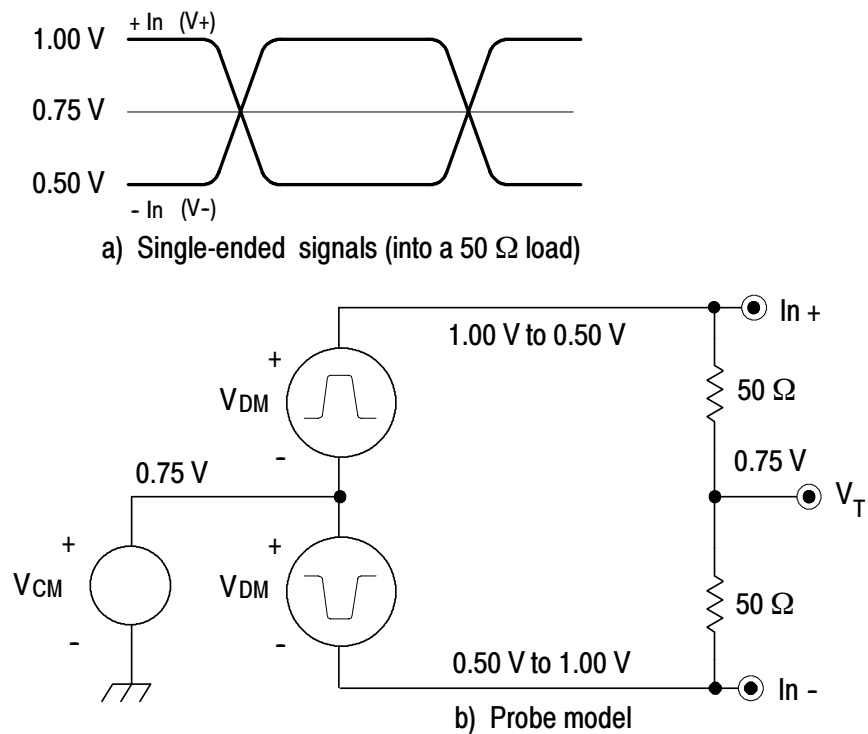 + In (V+)
1.00 V
0.75 V
0.50 V
- In (V-)
a) Single-ended signals (into a 50 Ω load)
In +
1.00 V to 0.50 V
+
VDM
50 Ω
-
0.75 V
0.75 V
VT
+
+
VCM
VDM
50 Ω
-
-
0.50 V to 1.00 V
In -
b) Probe model